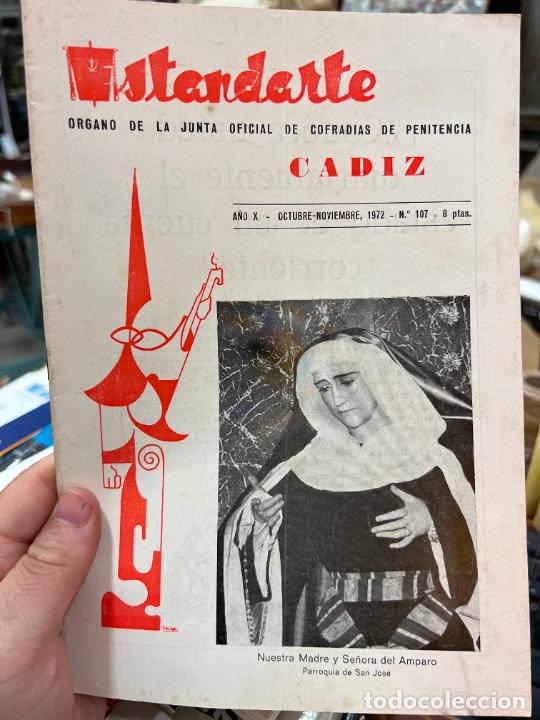 Estandarte
ORGANO DE LA JUNTA OFICIAL DE COFRADIAS DE PENITENCIA
CADIZ
AÑO X - OCTUBRE-NOVIEMBRE, 1972 - N.º 107 - 8 ptas.
Nuestra Madre y Señora del Amparo
Parroquia de San José
todocoleccion.net